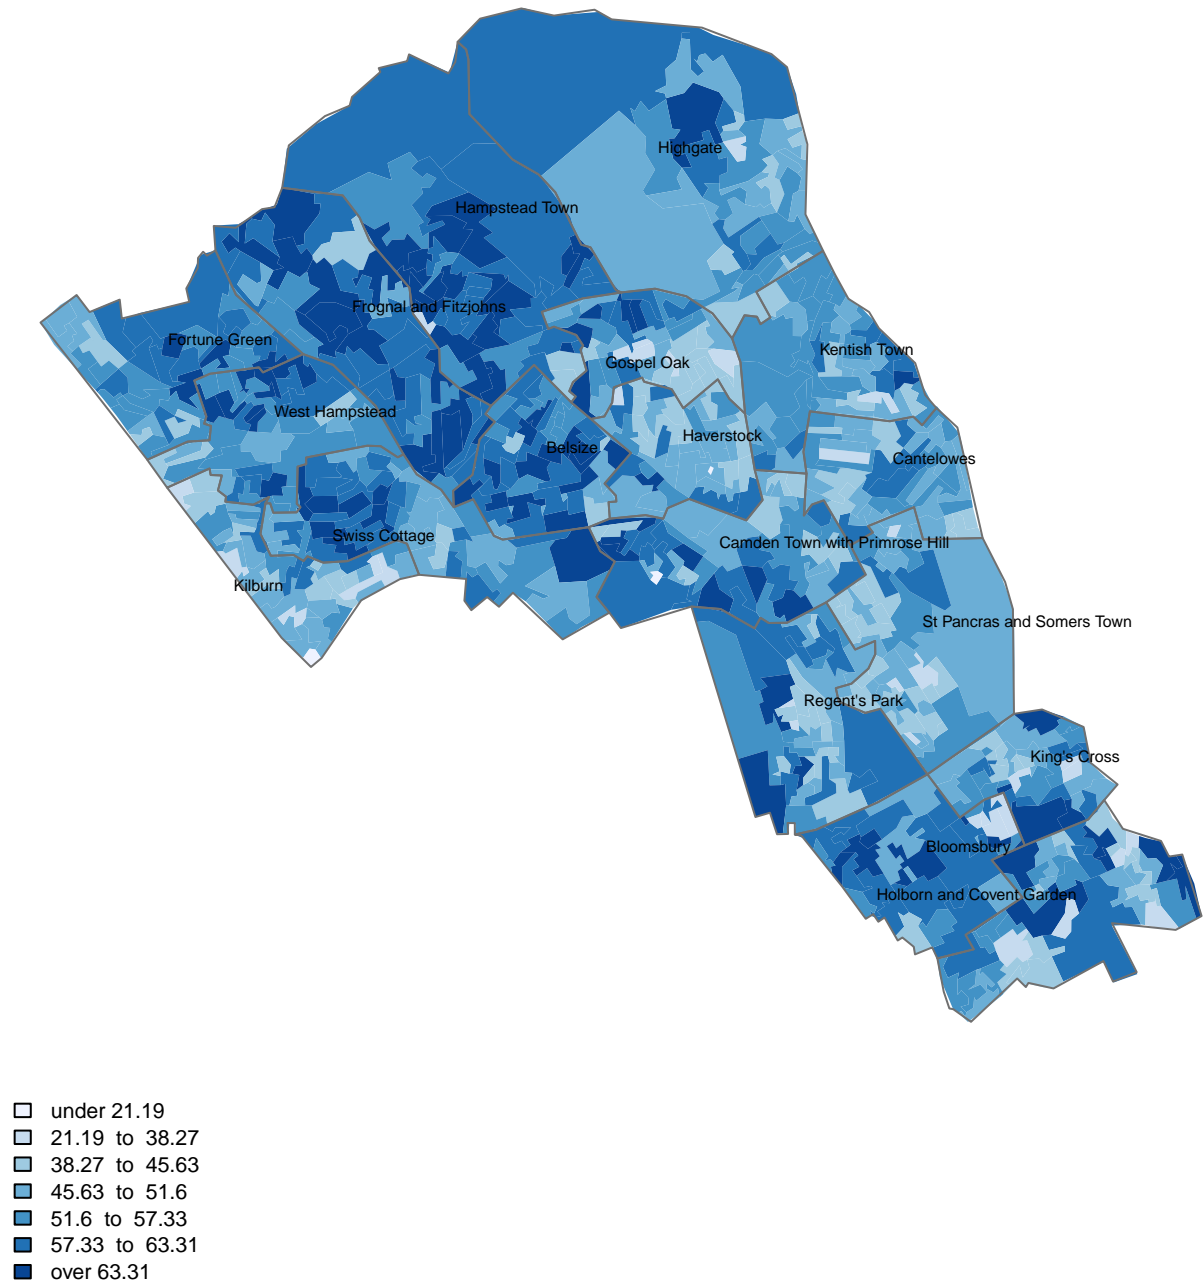 Highgate
Hampstead Town
Frognal and Fitzjohns
Fortune Green
Kentish Town
Gospel Oak
West Hampstead
Haverstock
Belsize
Cantelowes
Swiss Cottage
Camden Town with Primrose Hill
Kilburn
St Pancras and Somers Town
Regent's Park
King's Cross
Bloomsbury
Holborn and Covent Garden
under 21.19
21.19 to 38.27
38.27 to 45.63
45.63 to 51.6
51.6 to 57.33
57.33 to 63.31
over 63.31